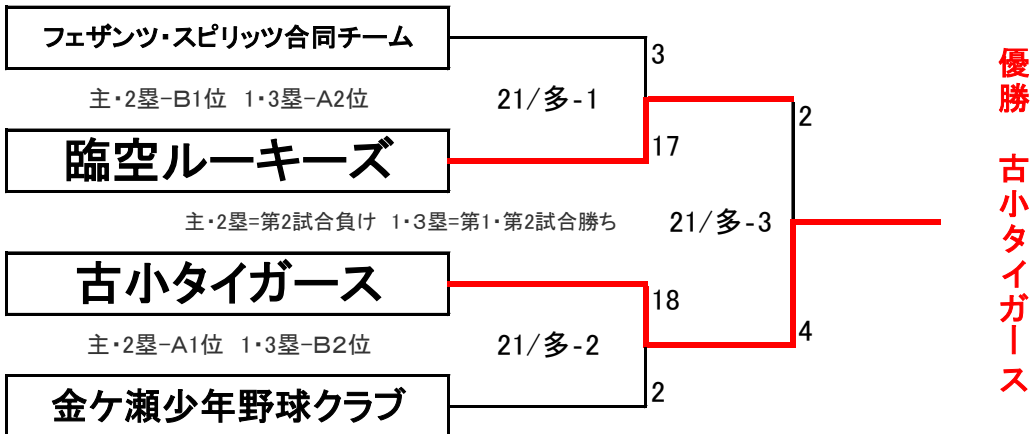 フェザンツ・スピリッツ合同チーム
3
主・2塁-B1位 1・3塁-A2位
21/多-1
2
臨空ルーキーズ
17
主・2塁=第2試合負け 1・3塁=第1・第2試合勝ち
21/多-3
古小タイガース
18
主・2塁-A1位 1・3塁-B2位
21/多-2
4
金ケ瀬少年野球クラブ
2
優勝 古小タイガース